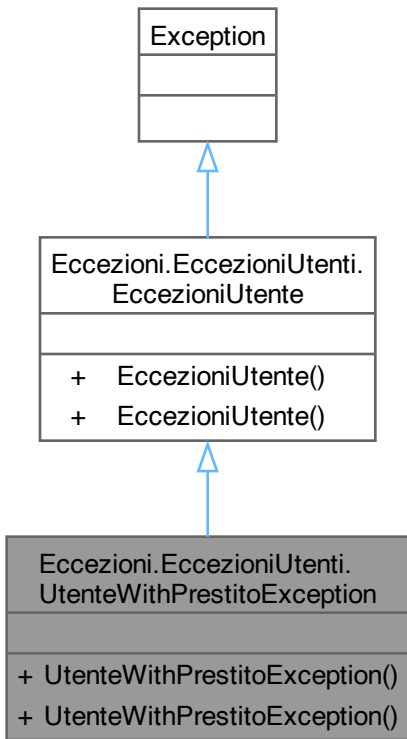 Exception
Eccezioni.EccezioniUtenti.
EccezioniUtente
+ EccezioniUtente()
+ EccezioniUtente()
Eccezioni.EccezioniUtenti.
UtenteWithPrestitoException
+ UtenteWithPrestitoException()
+ UtenteWithPrestitoException()